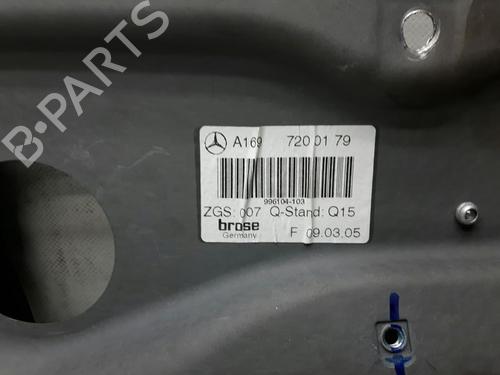 A169 720 01 79
996104-103
ZGS: 007 Q-Stand: Q15
brose
Germany F 09.03.05
B-PARTS